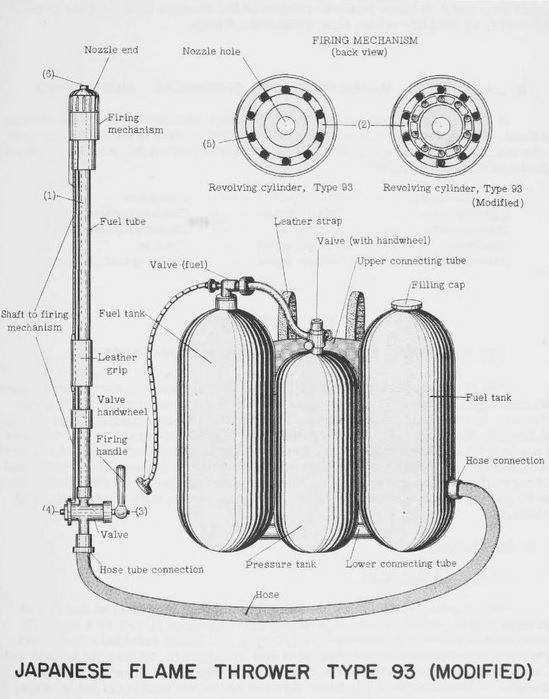 FIRING MECHANISM
(back view)
Nozzle end
Nozzle hole
(6)
Firing
mechanism
(2)
(5)
Revolving cylinder, Type 93
Revolving cylinder, Type 93
(Modified)
(1)
Fuel tube
Leather strap
Valve (with handwheel)
Valve (fuel)
Upper connecting tube
Filling cap
Shaft to firing
mechanism
Fuel tank
Leather
grip
Valve
handwheel
Fuel tank
Firing
handle
Hose connection
(4)
(3)
Valve
Hose tube connection
Pressure tank
Lower connecting tube
Hose
JAPANESE FLAME THROWER TYPE 93 (MODIFIED)